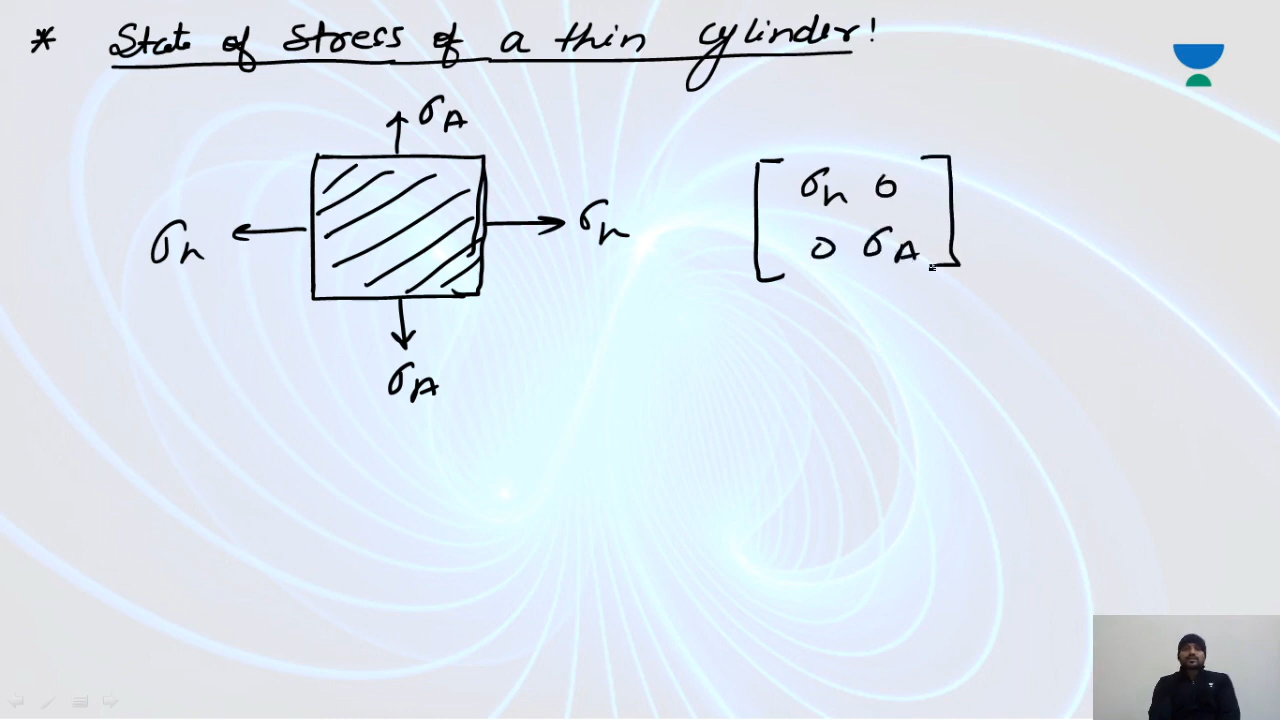 * State of stress of a thin cylinder!
σA
σh σh
σh 0
0 σA
σA